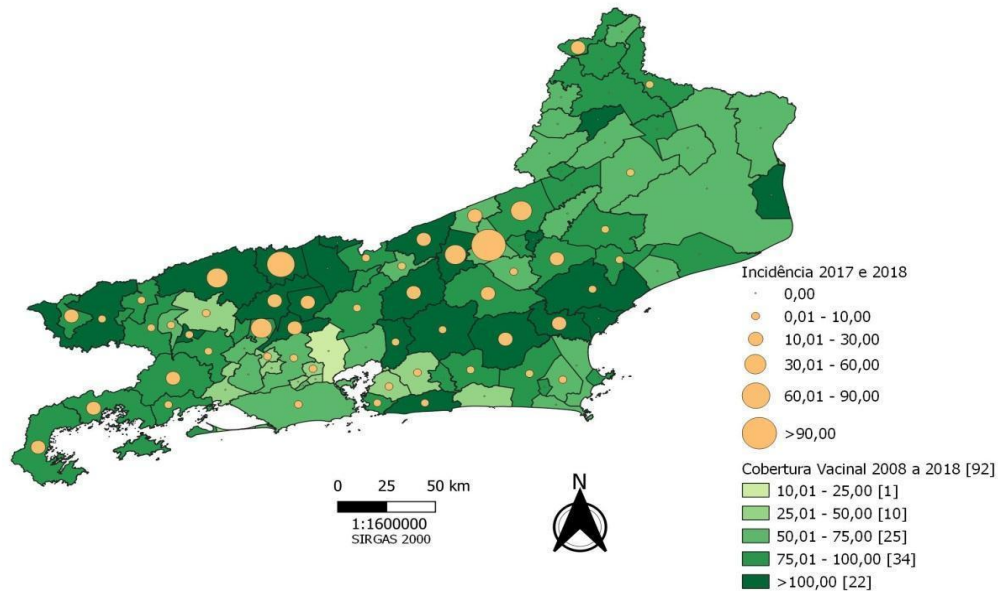 Incidência 2017 e 2018
0,00
0,01 - 10,00
10,01 - 30,00
30,01 - 60,00
60,01 - 90,00
>90,00
Cobertura Vacinal 2008 a 2018 [92]
10,01 - 25,00 [1]
25,01 - 50,00 [10]
50,01 - 75,00 [25]
75,01 - 100,00 [34]
>100,00 [22]
0 25 50 km
1:1600000
SIRGAS 2000
N